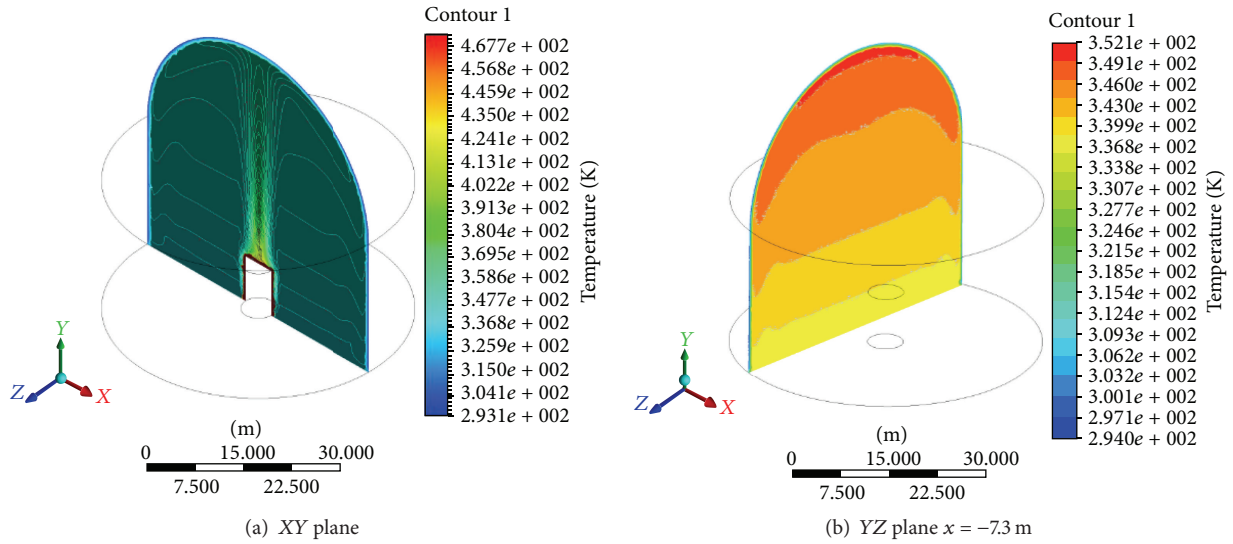 Contour 1
4.677e + 002
4.568e + 002
4.459e + 002
4.350e + 002
4.241e + 002
4.131e + 002
4.022e + 002
3.913e + 002
3.804e + 002
3.695e + 002
3.586e + 002
3.477e + 002
3.368e + 002
3.259e + 002
3.150e + 002
3.041e + 002
2.931e + 002
Temperature (K)
Y
Z
X
(m)
0 15.000 30.000
7.500 22.500
(a) XY plane
Contour 1
3.521e + 002
3.491e + 002
3.460e + 002
3.430e + 002
3.399e + 002
3.368e + 002
3.338e + 002
3.307e + 002
3.277e + 002
3.246e + 002
3.215e + 002
3.185e + 002
3.154e + 002
3.124e + 002
3.093e + 002
3.062e + 002
3.032e + 002
3.001e + 002
2.971e + 002
2.940e + 002
Temperature (K)
Y
Z
X
(m)
0 15.000 30.000
7.500 22.500
(b) YZ plane x = −7.3 m